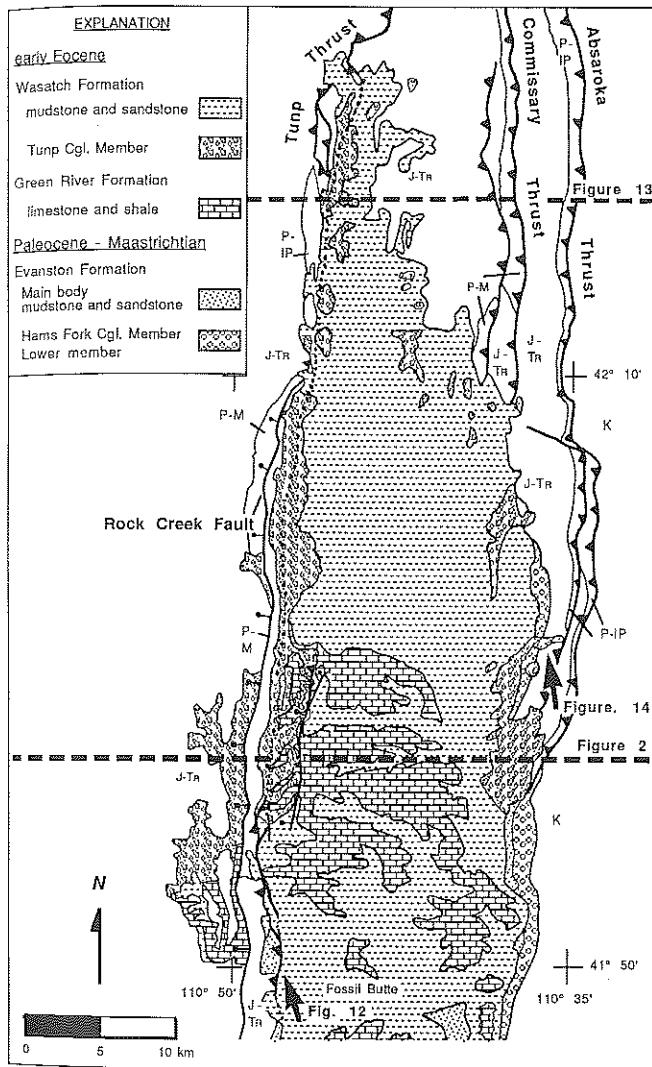 EXPLANATION
early Eocene
Wasatch Formation
mudstone and sandstone
Tunp Cgl. Member
Green River Formation
limestone and shale
Paleocene - Maastrichtian
Evanston Formation
Main body
mudstone and sandstone
Hams Fork Cgl. Member
Lower member
Tunp
Thrust
Commissary
Thrust
P-
IP
Absaroka
Thrust
J-TR
Figure 13
P-
IP
P-M
J-
TR
J-
TR
J-TR
42° 10'
P-M
K
J-TR
Rock Creek Fault
P-IP
P-
M
Figure. 14
Figure 2
J-TR
K
N
41° 50'
110° 50'
Fossil Butte
110° 35'
J-
TR
Fig. 12
0 5 10 km